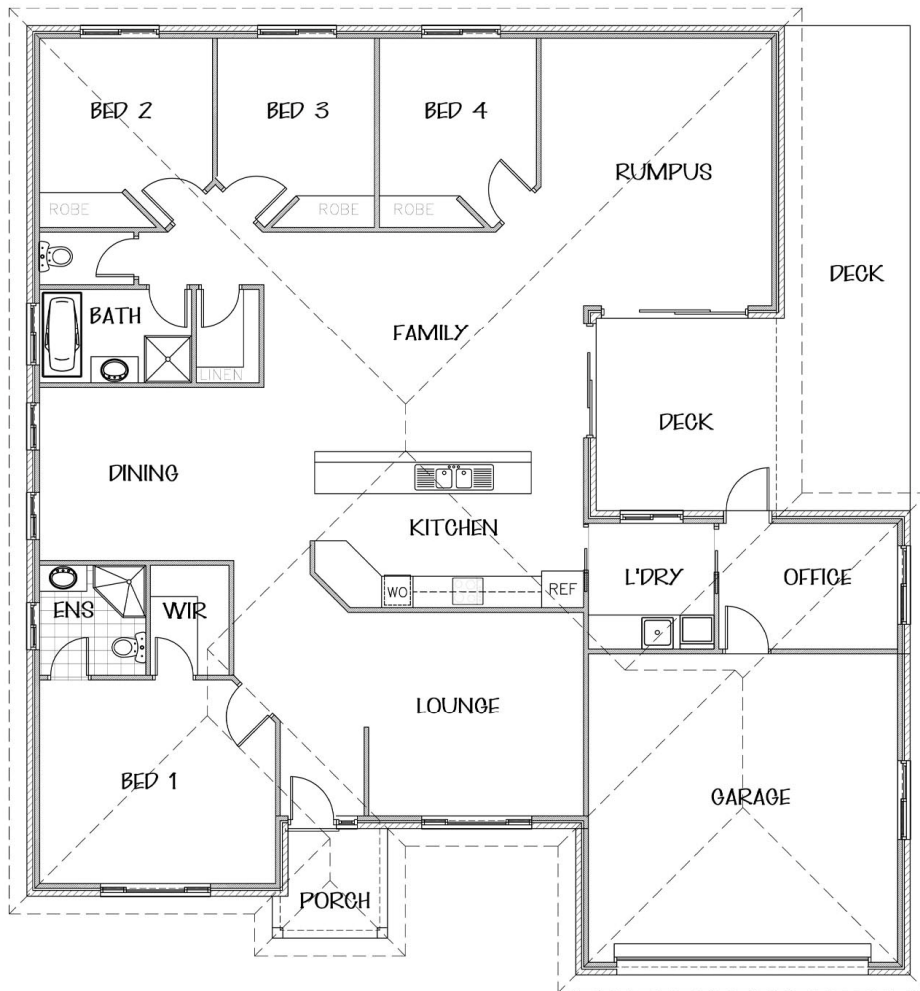 BED 2
BED 3
BED 4
RUMPUS
ROBE
ROBE
ROBE
DECK
BATH
FAMILY
LINEN
DECK
DINING
KITCHEN
L'DRY
OFFICE
WO
REF
ENS
WIR
LOUNGE
BED 1
GARAGE
PORCH